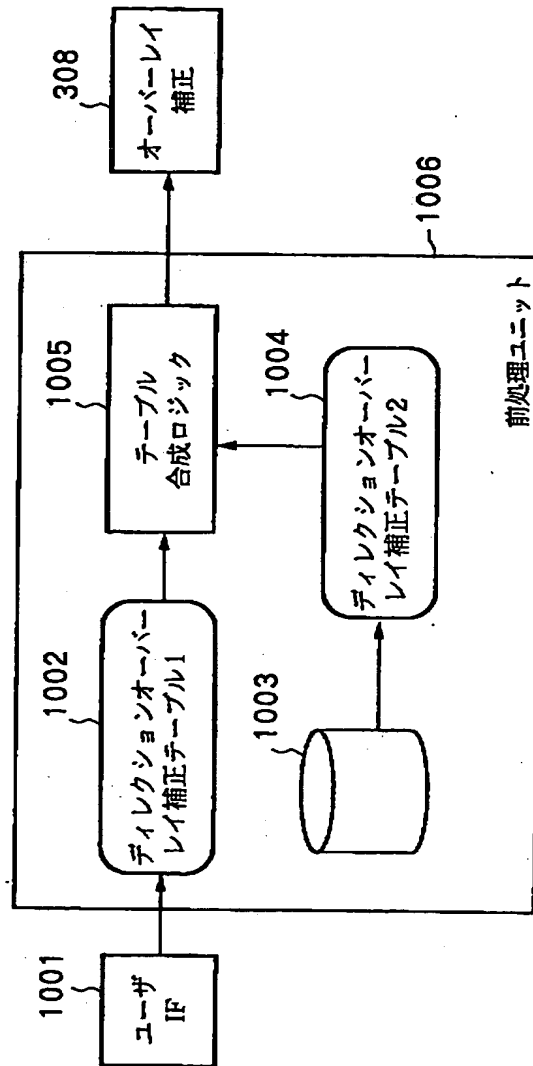 1001
ユーザ
IF
1002
ディレクションオーバー
レイ補正テーブル1
1003
1004
ディレクションオーバー
レイ補正テーブル2
1005
テーブル
合成ロジック
308
オーバーレイ
補正
1006
前処理ユニット